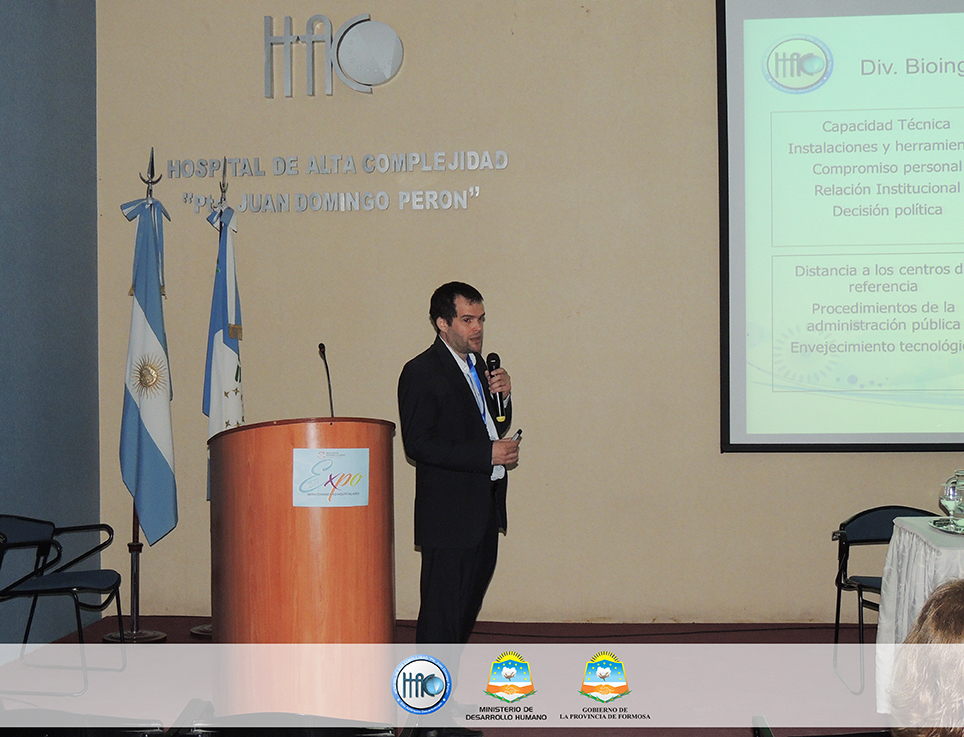 HAC
HOSPITAL DE ALTA COMPLEJIDAD
JUAN DOMINGO PERON"
HAC
Div. Bioing
Capacidad Técnica
Instalaciones y herramien
Compromiso personal
Relación Institucional
Decisión política
Distancia a los centros d
referencia
Procedimientos de la
administración pública
Envejecimiento tecnológic
Expo
HAC
MINISTERIO DE
DESARROLLO HUMANO
GOBIERNO DE
LA PROVINCIA DE FORMOSA